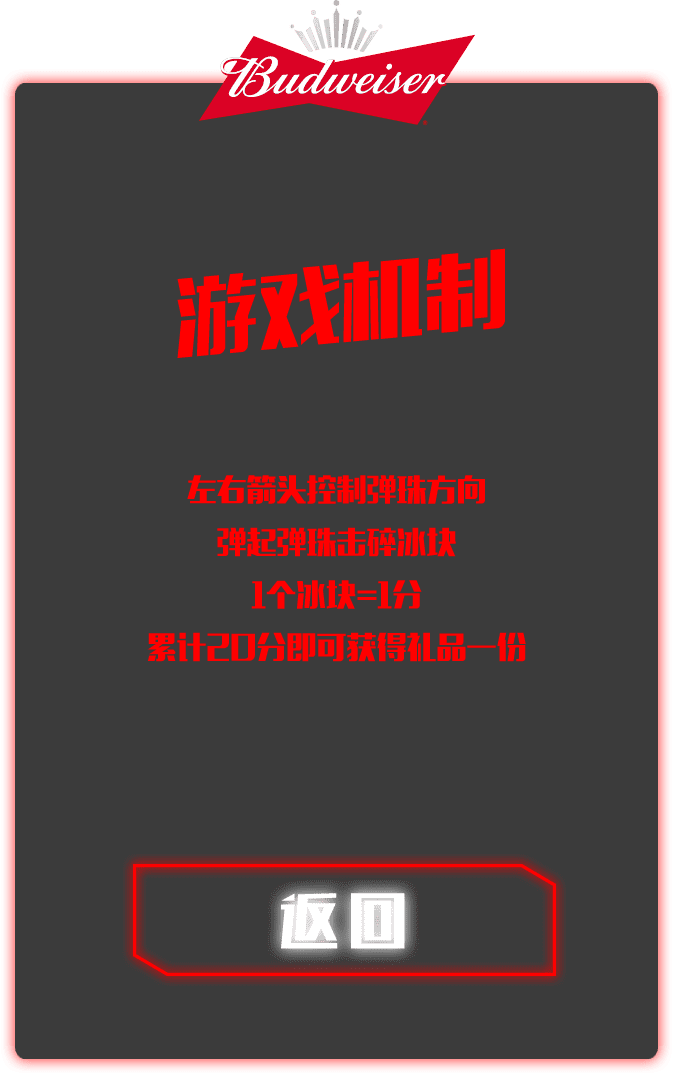 Budweiser
游戏机制
左右箭头控制弹珠方向
弹起弹珠击碎冰块
1个冰块=1分
累计20分即可获得礼品一份
返回